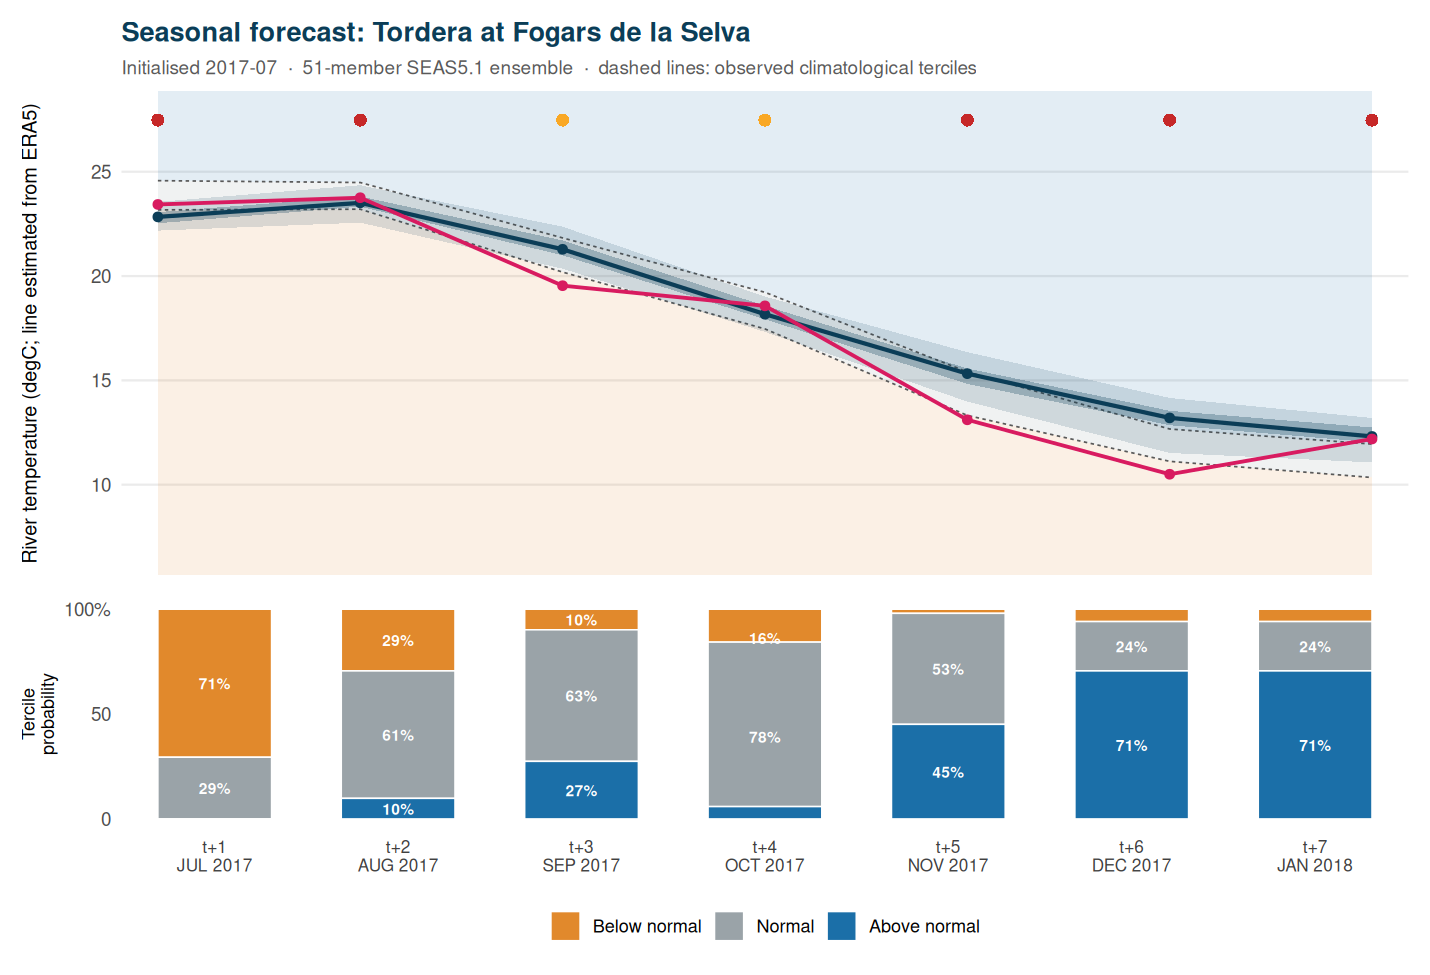 Seasonal forecast: Tordera at Fogars de la Selva
Initialised 2017-07 · 51-member SEAS5.1 ensemble · dashed lines: observed climatological terciles
River temperature (degC; line estimated from ERA5)
25
20
15
10
Tercile
probability
100%
50
0
71%
29%
29%
61%
10%
10%
63%
27%
16%
78%
53%
45%
24%
71%
24%
71%
t+1
JUL 2017
t+2
AUG 2017
t+3
SEP 2017
t+4
OCT 2017
t+5
NOV 2017
t+6
DEC 2017
t+7
JAN 2018
Below normal
Normal
Above normal